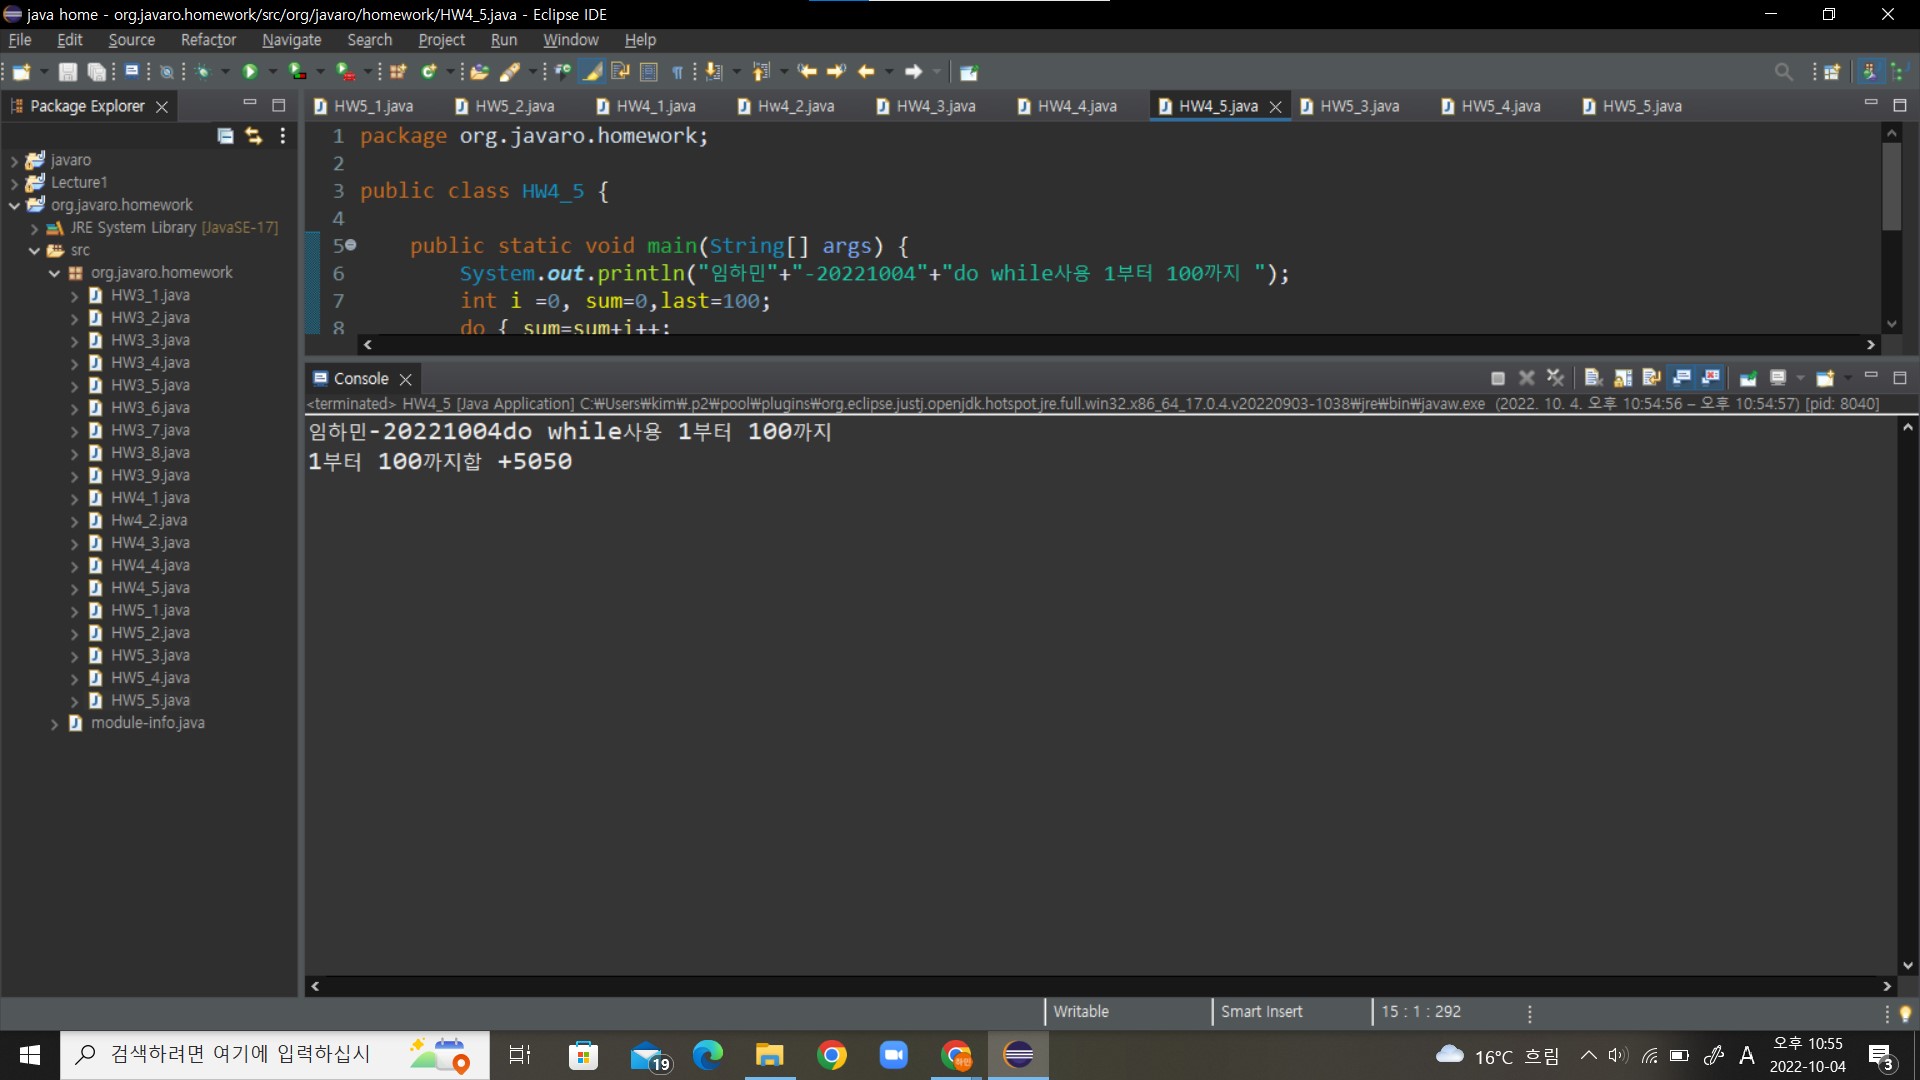 java home - org.javaro.homework/src/org/javaro/homework/HW4_5.java - Eclipse IDE
File Edit Source Refactor Navigate Search Project Run Window Help
Package Explorer
HW5_1.java HW5_2.java HW4_1.java Hw4_2.java HW4_3.java HW4_4.java HW4_5.java HW5_3.java HW5_4.java HW5_5.java
javaro
Lecture1
org.javaro.homework
JRE System Library [JavaSE-17]
src
org.javaro.homework
HW3_1.java
HW3_2.java
HW3_3.java
HW3_4.java
HW3_5.java
HW3_6.java
HW3_7.java
HW3_8.java
HW3_9.java
HW4_1.java
Hw4_2.java
HW4_3.java
HW4_4.java
HW4_5.java
HW5_1.java
HW5_2.java
HW5_3.java
HW5_4.java
HW5_5.java
module-info.java
1 package org.javaro.homework;
2
3 public class HW4_5 {
4
5 public static void main(String[] args) {
6 System.out.println("임하민"+"-20221004"+"do while사용 1부터 100까지 ");
7 int i =0, sum=0,last=100;
8 do { sum=sum+i++;
Console
<terminated> HW4_5 [Java Application] C:₩Users₩kim₩.p2₩pool₩plugins₩org.eclipse.justj.openjdk.hotspot.jre.full.win32.x86_64_17.0.4.v20220903-1038₩jre₩bin₩javaw.exe (2022. 10. 4. 오후 10:54:56 – 오후 10:54:57) [pid: 8040]
임하민-20221004do while사용 1부터 100까지
1부터 100까지합 +5050
Writable Smart Insert 15 : 1 : 292
검색하려면 여기에 입력하십시
19
하민
16°C 흐림
A
오후 10:55
2022-10-04
3